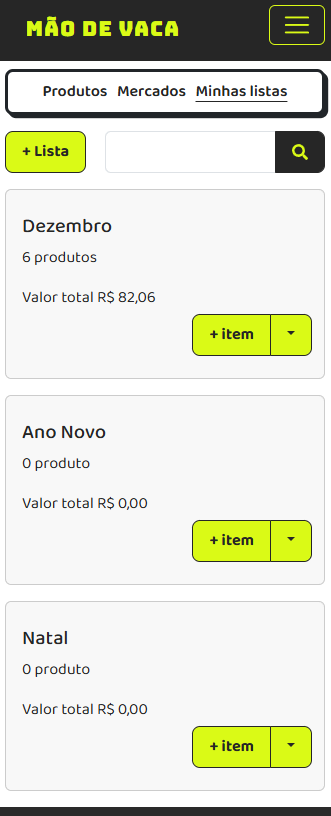 MÃO DE VACA
Produtos Mercados Minhas listas
+ Lista
Dezembro
6 produtos
Valor total R$ 82,06
+ item
Ano Novo
0 produto
Valor total R$ 0,00
+ item
Natal
0 produto
Valor total R$ 0,00
+ item